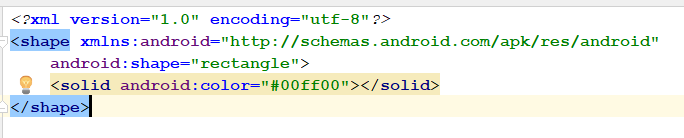 <?xml version="1.0" encoding="utf-8"?>
<shape xmlns:android="http://schemas.android.com/apk/res/android"
    android:shape="rectangle">
    <solid android:color="#00ff00"></solid>
</shape>